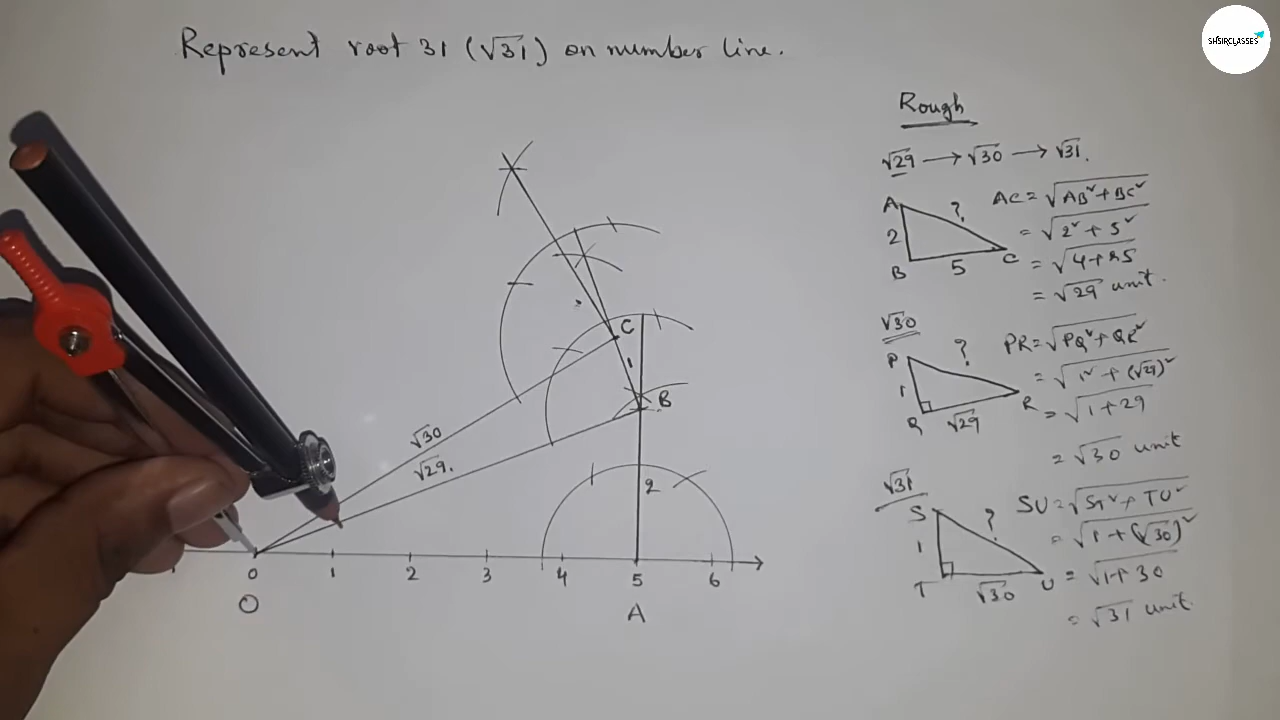 Represent root 31 (√31) on number line.
SHSIRCLASSES
Rough
√29 → √30 → √31.
A
2
B
5
C
?
AC = √AB² + BC²
= √2² + 5²
= √4 + 25
= √29 unit.
√30
P
1
Q
√29
R
?
PR = √PQ² + QR²
= √1² + (√29)²
= √1 + 29
= √30 unit
√31
S
1
T
√30
U
?
SU = √ST² + TU²
= √1 + (√30)²
= √1 + 30
= √31 unit.
C
1
B
√30
√29.
2
0 1 2 3 4 5 6
O A